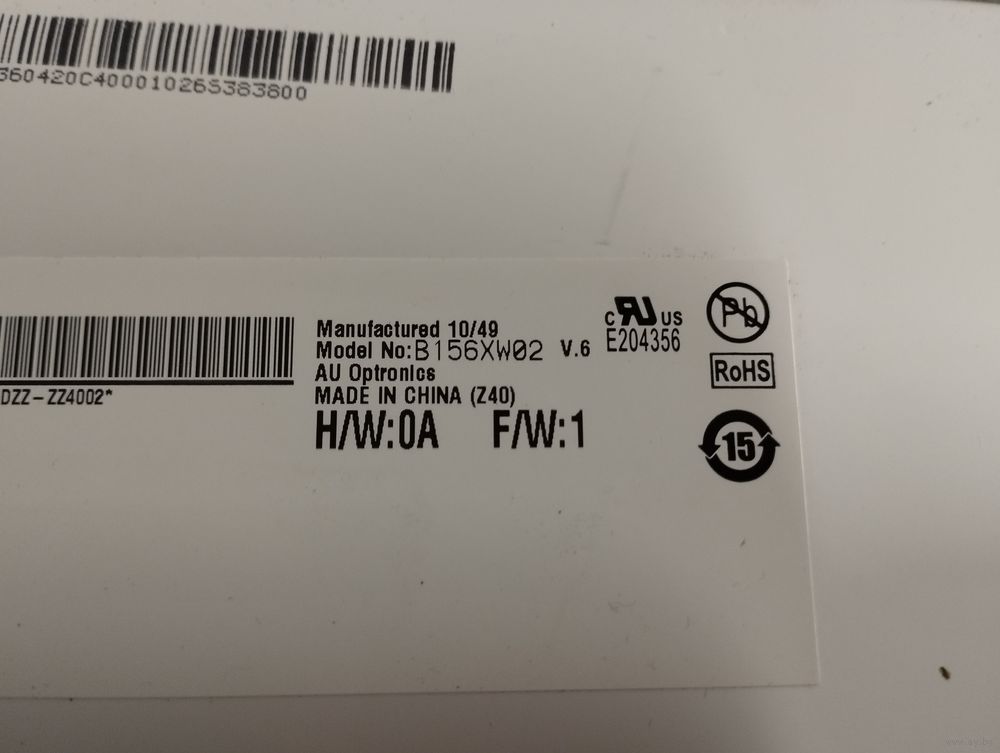 360420C400010265383800
Manufactured 10/49
Model No:B156XW02 V.6
AU Optronics
MADE IN CHINA (Z40)
H/W:0A F/W:1
DZZ-ZZ4002*
c RU US
E204356
Pb
RoHS
15